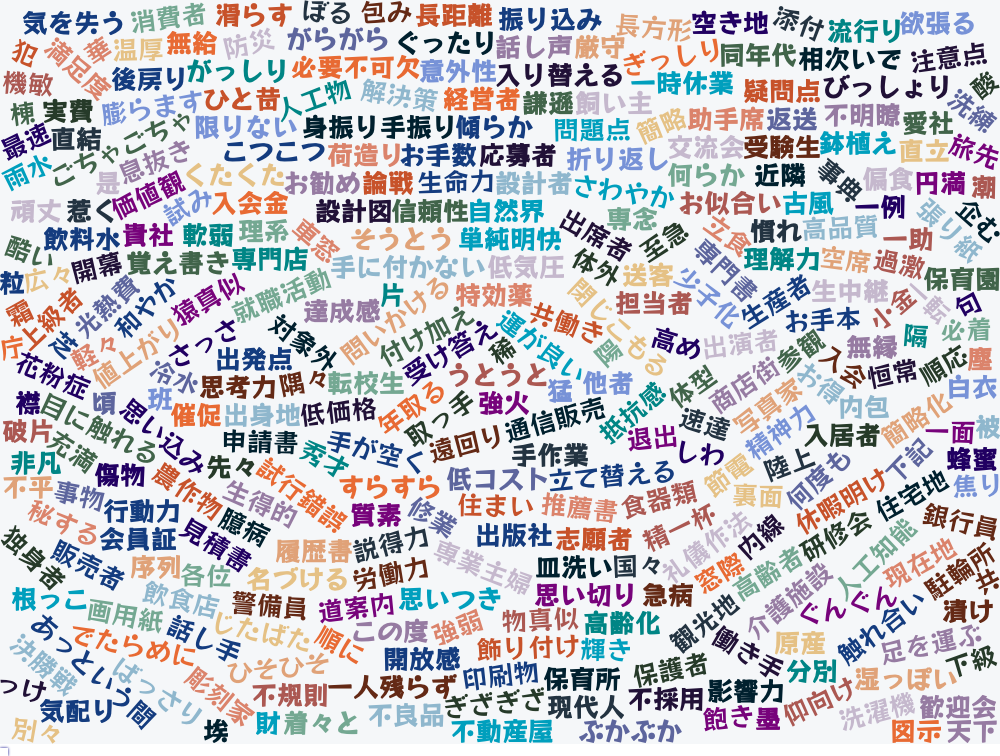 気を失う
消費者
滑らす
ぼる
包み
長距離
振り込み
長方形
空き地
添付
流行り
欲張る
犯
満足度
華
温厚
無給
防災
がらがら
ぐったり
話し声
厳守
ぎっしり
同年代
相次いで
注意点
機敏
後戻り
がっしり
必要不可欠
意外性
入り替える
一時休業
疑問点
びっしょり
酸
棟
実費
膨らます
ひと昔
人工物
解決策
経営者
謙遜
飼い主
簡略
助手席
返送
不明瞭
愛社
洗練
最速
直結
ごちゃごちゃ
限りない
身振り手振り
傾らか
問題点
交流会
受験生
鉢植え
直立
旅先
雨水
息抜き
こつこつ
荷造り
お手数
応募者
折り返し
何らか
近隣
事典
偏食
円満
潮
是
価値観
くたくた
お勧め
論戦
生命力
設計者
さわやか
お似合い
古風
一例
張り紙
企む
頑丈
惹く
試み
入会金
設計図
信頼性
自然界
出席者
専念
至急
立食
慣れ
高品質
一助
酷い
飲料水
貴社
軟弱
理系
車窓
そうとう
単純明快
体外
送客
専門書
理解力
空席
過激
保育園
粒
広々
開幕
覚え書き
専門店
手に付かない
低気圧
少子化
生産者
生中継
小金
一転
句
霜
上級者
光熱費
和やか
猿真似
就職活動
達成感
片
特効薬
閉じこもる
担当者
お手本
隔
必着
庁
芝
軽々
値上がり
さっさ
対象外
問いかける
付け加え
運が良い
共働き
陽
高め
出演者
参観
入会
無縁
恒常
順応
塵
花粉症
冷水
出発点
受け答え
稀
思考力
隅々
転校生
うとうと
猛
他者
抵抗感
体型
商店街
写真家
才得
内包
白衣
襟
目に触れる
頃
思い込み
班
催促
出身地
低価格
年取る
取っ手
強火
通信販売
速達
精神力
入居者
簡略化
一面
被
破片
充満
申請書
手が空く
遠回り
手作業
退出
しわ
蜂蜜
非凡
傷物
先々
秀才
試行錯誤
すらすら
低コスト
立て替える
節電
陸上
何度も
休暇明け
下記
焦り
不平
事物
農作物
生得的
質素
修業
住まい
推薦書
食器類
裏面
住宅地
銀行員
秘する
行動力
会員証
見積書
臆病
履歴書
説得力
出版社
志願者
精一杯
礼儀作法
内線
研修会
人工知能
現在地
駐輪所
独身者
販売者
序列
各位
名づける
労働力
専業主婦
皿洗い
国々
窓際
高齢者
介護施設
ぐんぐん
共
根っこ
画用紙
飲食店
警備員
道案内
思いつき
思い切り
急病
観光地
触れ合い
漬け
あっという間
でたらめに
話し手
じたばた
順に
この度
強弱
物真似
高齢化
働き手
原産
足を運ぶ
決勝戦
ばっさり
彫刻家
ひそひそ
開放感
飾り付け
輝き
保護者
分別
下級
っけ
気配り
不規則
一人残らず
印刷物
保育所
不採用
影響力
仰向け
湿っぽい
別々
埃
財
着々と
不良品
ぎざぎざ
現代人
飽き
墨
洗濯機
歓迎会
不動産屋
ぶかぶか
図示
天下